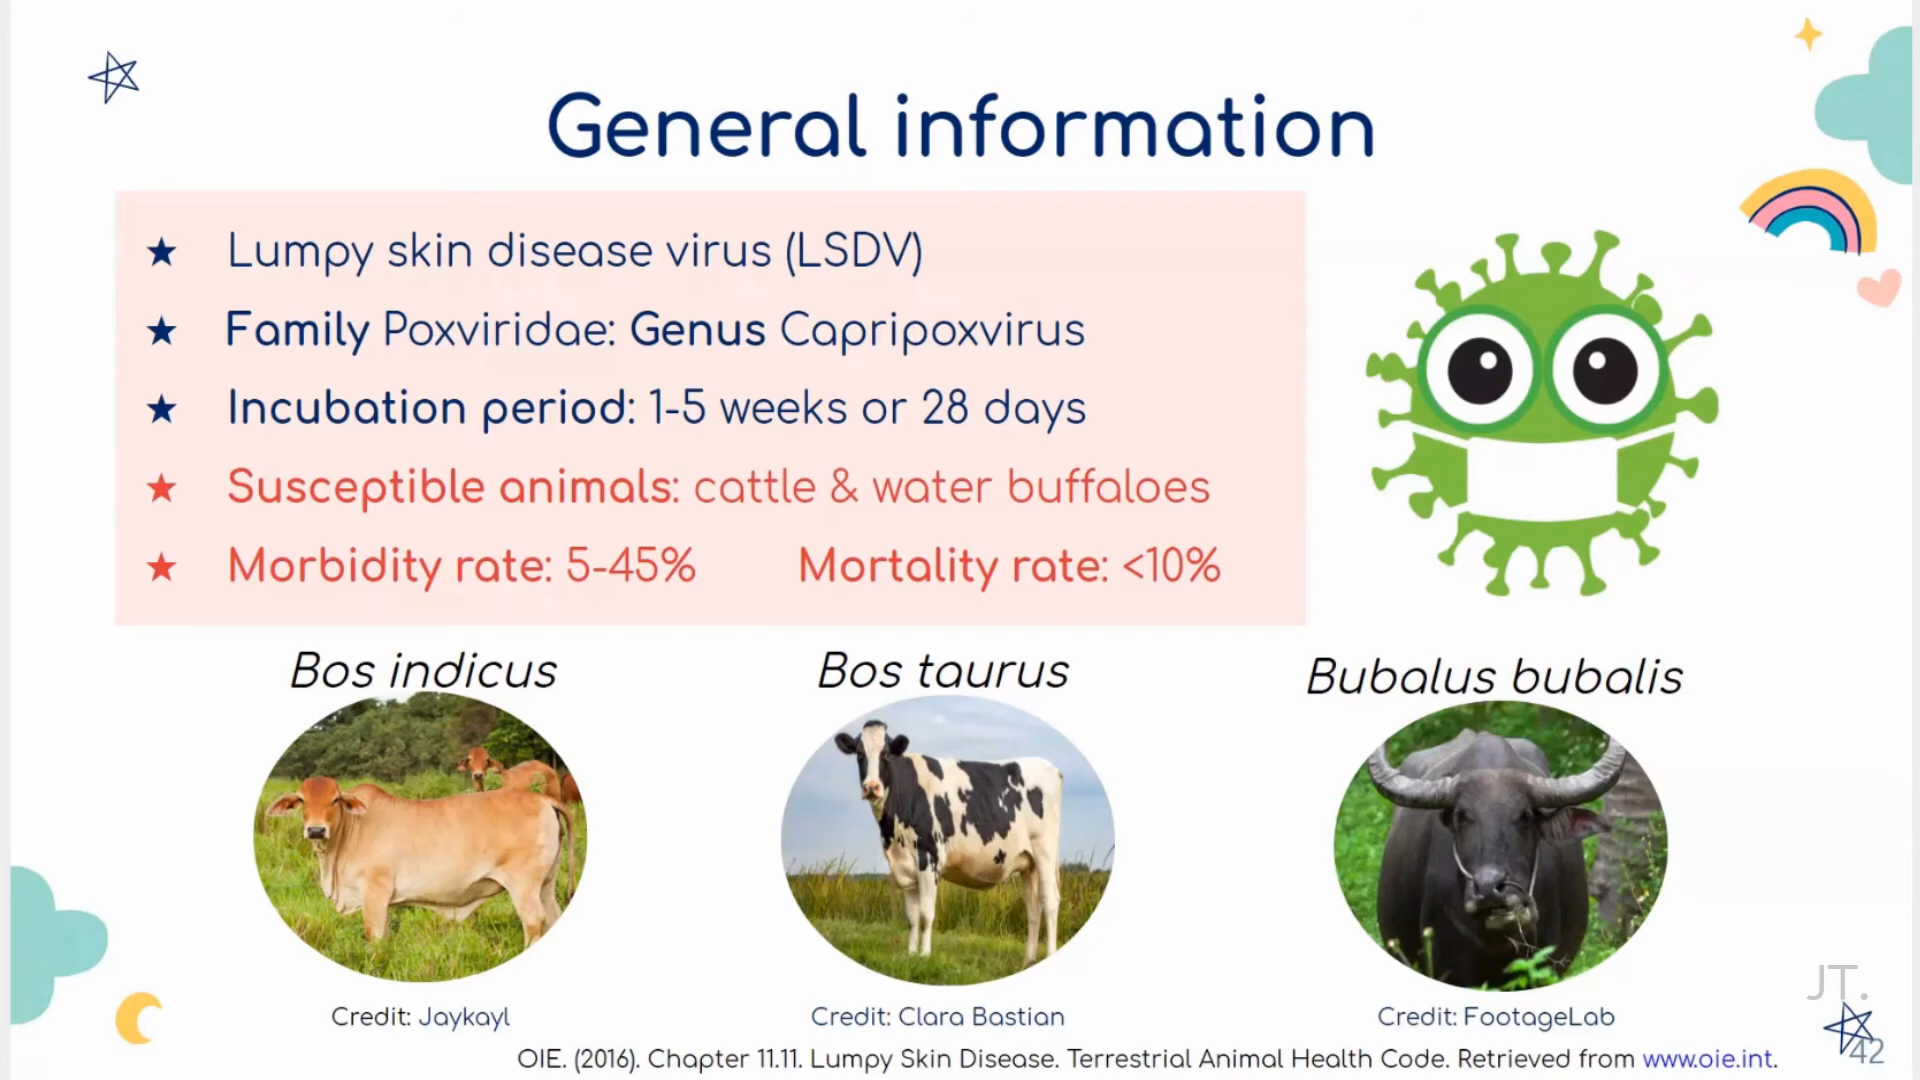 General information
★ Lumpy skin disease virus (LSDV)
★ Family Poxviridae: Genus Capripoxvirus
★ Incubation period: 1-5 weeks or 28 days
★ Susceptible animals: cattle & water buffaloes
★ Morbidity rate: 5-45% Mortality rate: <10%
Bos indicus
Bos taurus
Bubalus bubalis
Credit: Jaykayl
Credit: Clara Bastian
Credit: FootageLab
JT.
OIE. (2016). Chapter 11.11. Lumpy Skin Disease. Terrestrial Animal Health Code. Retrieved from www.oie.int.
42